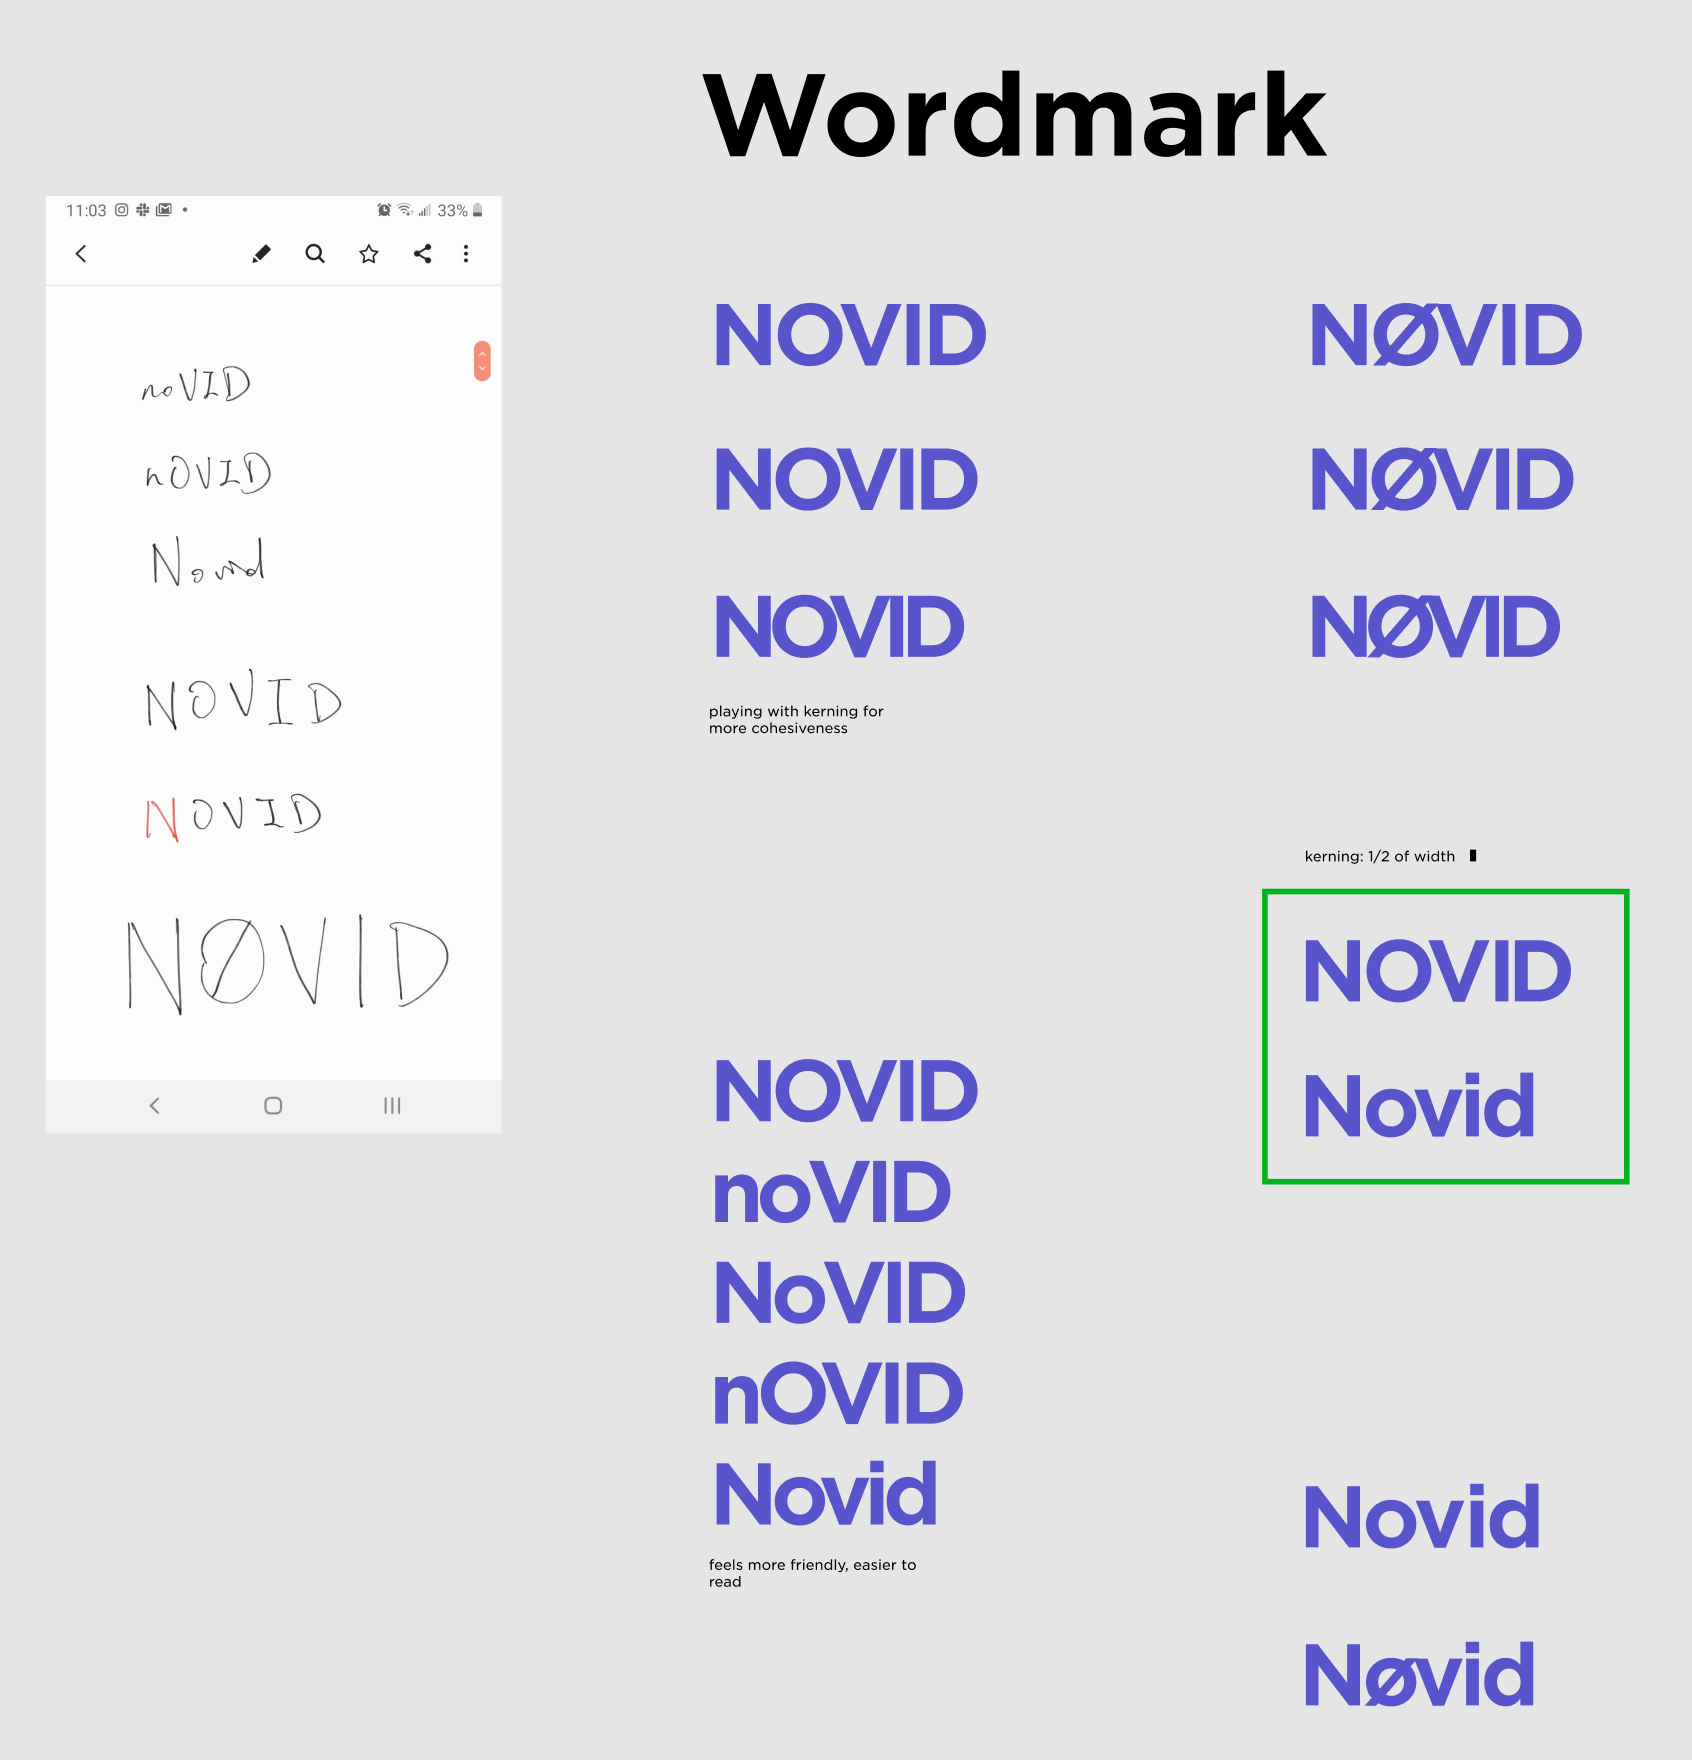 Wordmark
11:03
33%
noVID
nOVID
Novid
NOVID
NOVID
NØVID
NOVID
NOVID
NOVID
playing with kerning for
more cohesiveness
NØVID
NØVID
NØVID
kerning: 1/2 of width
NOVID
Novid
NOVID
noVID
NoVID
nOVID
Novid
feels more friendly, easier to
read
Novid
Nøvid